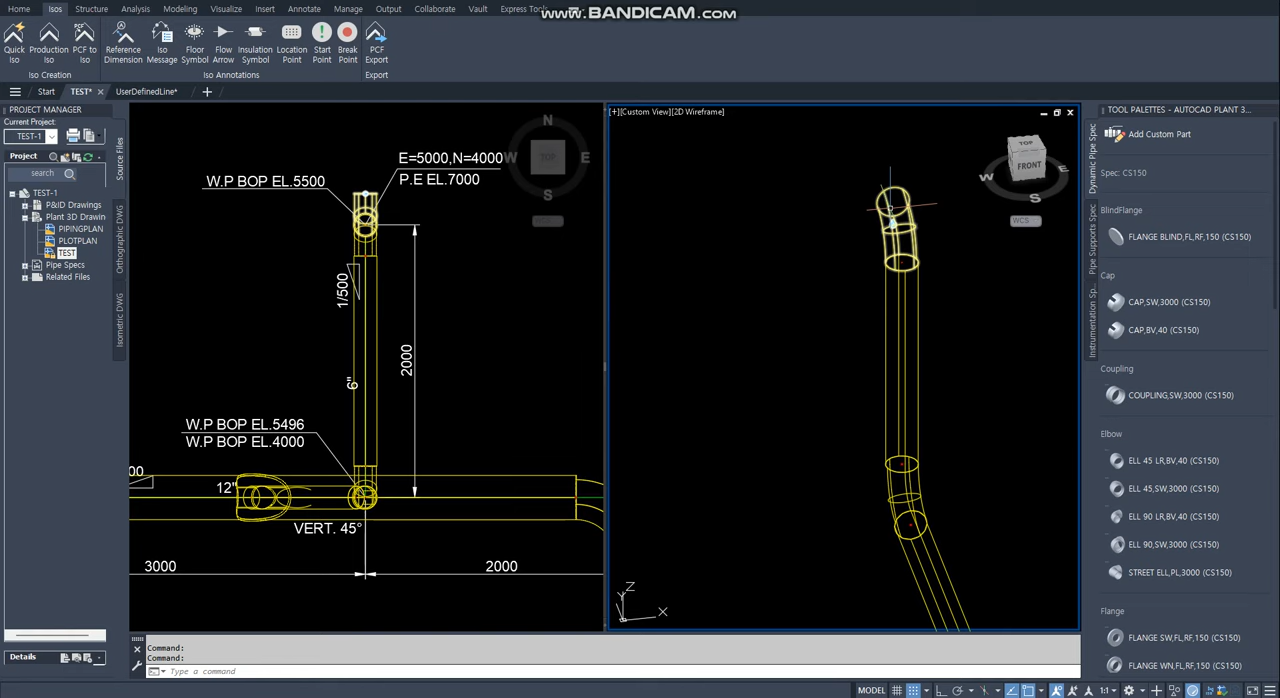 Home Isos Structure Analysis Modeling Visualize Insert Annotate Manage Output Collaborate Vault Express Tools
www.BANDICAM.com
Quick Iso
Production Iso
PCF to Iso
Reference Dimension
Iso Message
Floor Symbol
Flow Arrow
Insulation Symbol
Location Point
Start Point
Break Point
PCF Export
Iso Creation
Iso Annotations
Export
Start
TEST*
UserDefinedLine*
PROJECT MANAGER
Current Project:
TEST-1
Project
search
TEST-1
P&ID Drawings
Plant 3D Drawin
PIPINGPLAN
PLOTPLAN
TEST
Pipe Specs
Related Files
Details
Source Files
Orthographic DWG
Isometric DWG
W.P BOP EL.5500
E=5000,N=4000
P.E EL.7000
N
W
TOP
E
S
1/500
2000
6"
W.P BOP EL.5496
W.P BOP EL.4000
00
12"
VERT. 45°
3000
2000
[+][Custom View][2D Wireframe]
TOP
FRONT
W
E
S
WCS
Z
Y
X
Command:
Command:
Type a command
TOOL PALETTES - AUTOCAD PLANT 3...
Dynamic Pipe Spec
Pipe Supports Spec
Instrumentation Sp...
Add Custom Part
Spec: CS150
BlindFlange
FLANGE BLIND,FL,RF,150 (CS150)
Cap
CAP,SW,3000 (CS150)
CAP,BV,40 (CS150)
Coupling
COUPLING,SW,3000 (CS150)
Elbow
ELL 45 LR,BV,40 (CS150)
ELL 45,SW,3000 (CS150)
ELL 90 LR,BV,40 (CS150)
ELL 90,SW,3000 (CS150)
STREET ELL,PL,3000 (CS150)
Flange
FLANGE SW,FL,RF,150 (CS150)
FLANGE WN,FL,RF,150 (CS150)
MODEL
1:1